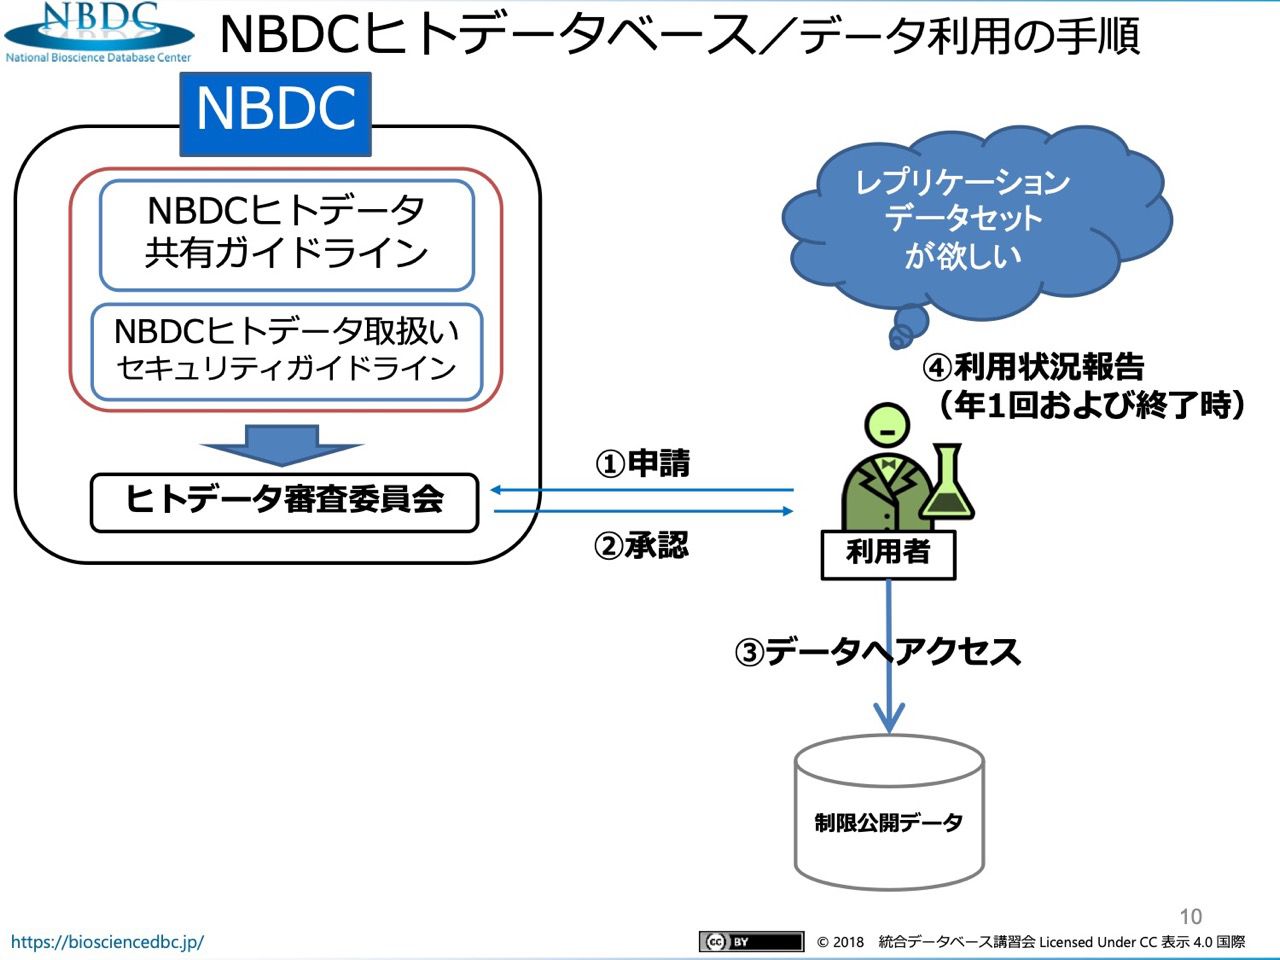 NBDC
National Bioscience Database Center
NBDCヒトデータベース／データ利用の手順
NBDC
NBDCヒトデータ
共有ガイドライン
NBDCヒトデータ取扱い
セキュリティガイドライン
ヒトデータ審査委員会
①申請
②承認
レプリケーション
データセット
が欲しい
④利用状況報告
（年1回および終了時）
利用者
③データへアクセス
制限公開データ
10
https://biosciencedbc.jp/
cc BY
© 2018 統合データベース講習会 Licensed Under CC 表示 4.0 国際